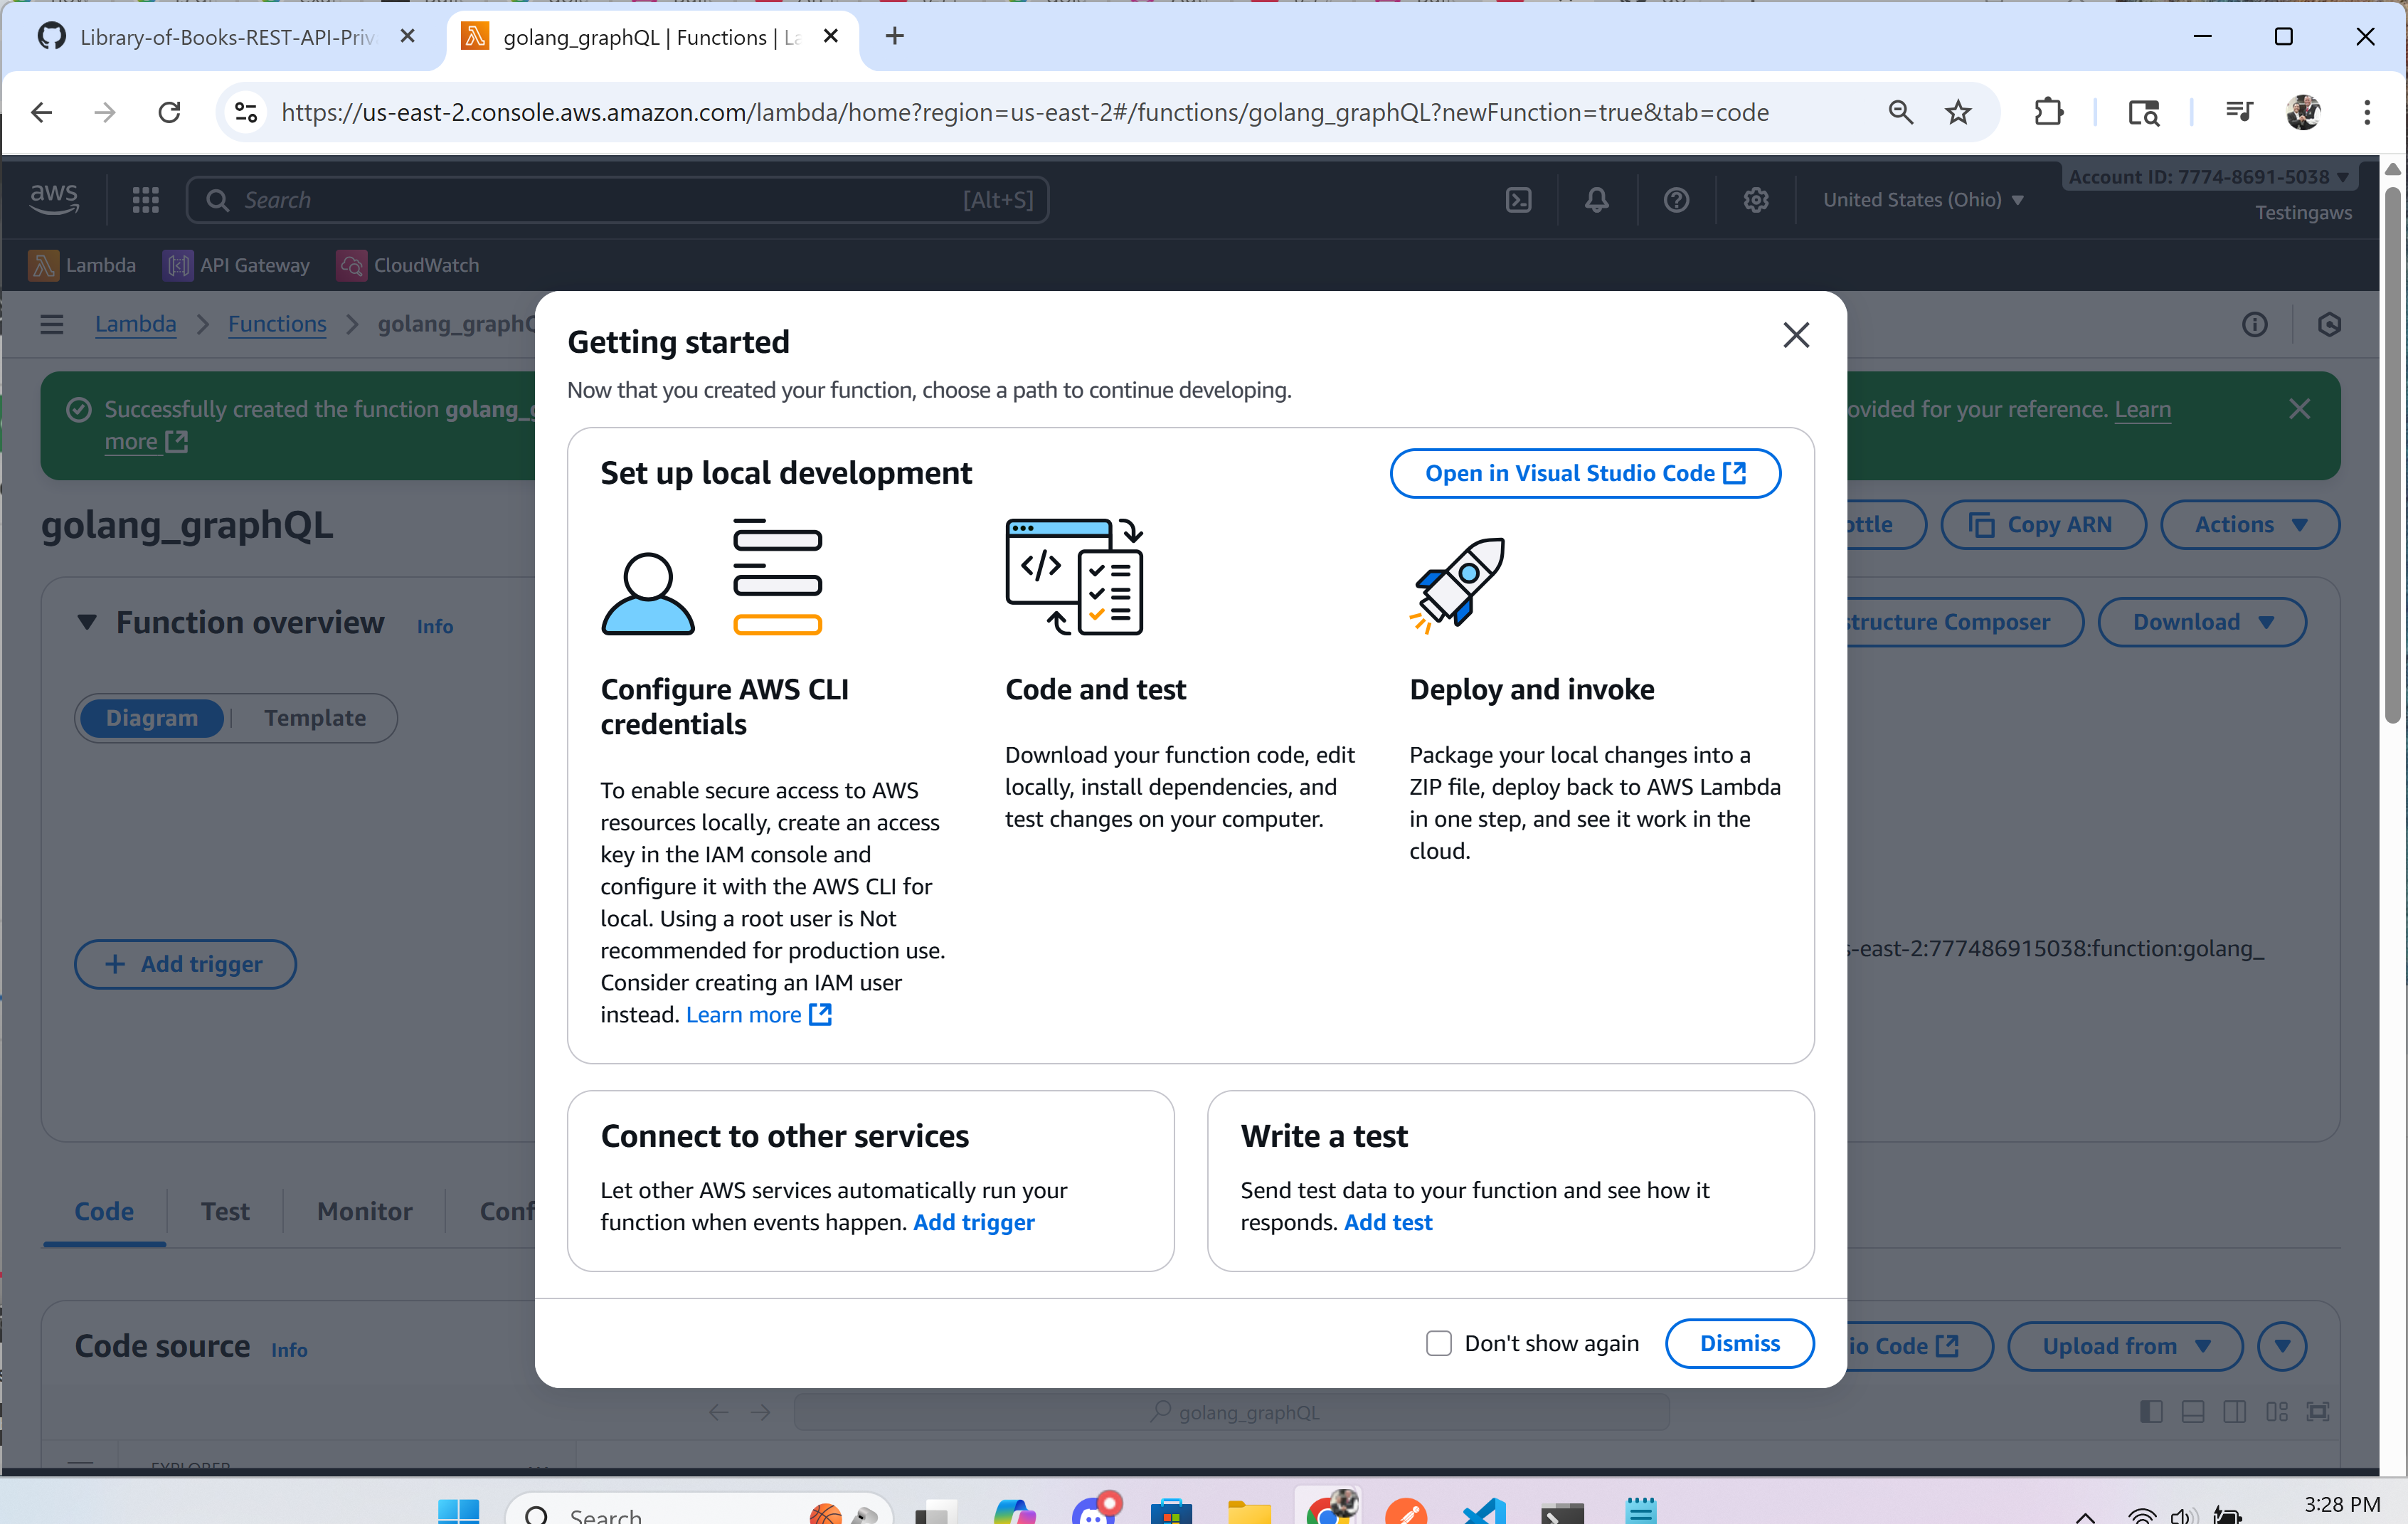 Library-of-Books-REST-API-Priv
golang_graphQL | Functions | La
https://us-east-2.console.aws.amazon.com/lambda/home?region=us-east-2#/functions/golang_graphQL?newFunction=true&tab=code
aws
Search
[Alt+S]
United States (Ohio)
Account ID: 7774-8691-5038
Testingaws
Lambda
API Gateway
CloudWatch
Lambda
Functions
golang_graphQ
Successfully created the function golang_g
more
ovided for your reference. Learn
golang_graphQL
ottle
Copy ARN
Actions
Function overview
Info
structure Composer
Download
Diagram
Template
Add trigger
s-east-2:777486915038:function:golang_
Getting started
Now that you created your function, choose a path to continue developing.
Set up local development
Open in Visual Studio Code
Configure AWS CLI
credentials
To enable secure access to AWS
resources locally, create an access
key in the IAM console and
configure it with the AWS CLI for
local. Using a root user is Not
recommended for production use.
Consider creating an IAM user
instead. Learn more
Code and test
Download your function code, edit
locally, install dependencies, and
test changes on your computer.
Deploy and invoke
Package your local changes into a
ZIP file, deploy back to AWS Lambda
in one step, and see it work in the
cloud.
Connect to other services
Let other AWS services automatically run your
function when events happen. Add trigger
Write a test
Send test data to your function and see how it
responds. Add test
Don't show again
Dismiss
Code
Test
Monitor
Conf
Code source
Info
io Code
Upload from
golang_graphQL
EXPLORER
Search
3:28 PM